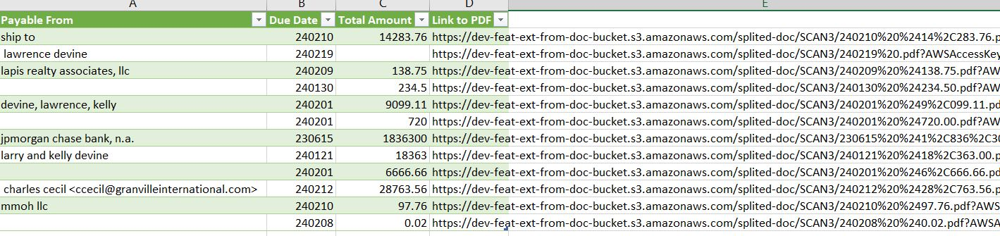 A B C D E
Payable From Due Date Total Amount Link to PDF
ship to 240210 14283.76 https://dev-feat-ext-from-doc-bucket.s3.amazonaws.com/splited-doc/SCAN3/240210%20%2414%2C283.76.p
lawrence devine 240219 https://dev-feat-ext-from-doc-bucket.s3.amazonaws.com/splited-doc/SCAN3/240219%20.pdf?AWSAccessKey
lapis realty associates, llc 240209 138.75 https://dev-feat-ext-from-doc-bucket.s3.amazonaws.com/splited-doc/SCAN3/240209%20%24138.75.pdf?AW
240130 234.5 https://dev-feat-ext-from-doc-bucket.s3.amazonaws.com/splited-doc/SCAN3/240130%20%24234.50.pdf?AW
devine, lawrence, kelly 240201 9099.11 https://dev-feat-ext-from-doc-bucket.s3.amazonaws.com/splited-doc/SCAN3/240201%20%249%2C099.11.pd
240201 720 https://dev-feat-ext-from-doc-bucket.s3.amazonaws.com/splited-doc/SCAN3/240201%20%24720.00.pdf?AW
jpmorgan chase bank, n.a. 230615 1836300 https://dev-feat-ext-from-doc-bucket.s3.amazonaws.com/splited-doc/SCAN3/230615%20%241%2C836%2C30
larry and kelly devine 240121 18363 https://dev-feat-ext-from-doc-bucket.s3.amazonaws.com/splited-doc/SCAN3/240121%20%2418%2C363.00.p
240201 6666.66 https://dev-feat-ext-from-doc-bucket.s3.amazonaws.com/splited-doc/SCAN3/240201%20%246%2C666.66.pd
charles cecil <ccecil@granvilleinternational.com> 240212 28763.56 https://dev-feat-ext-from-doc-bucket.s3.amazonaws.com/splited-doc/SCAN3/240212%20%2428%2C763.56.p
mmoh llc 240210 97.76 https://dev-feat-ext-from-doc-bucket.s3.amazonaws.com/splited-doc/SCAN3/240210%20%2497.76.pdf?AWS
240208 0.02 https://dev-feat-ext-from-doc-bucket.s3.amazonaws.com/splited-doc/SCAN3/240208%20%240.02.pdf?AWSA